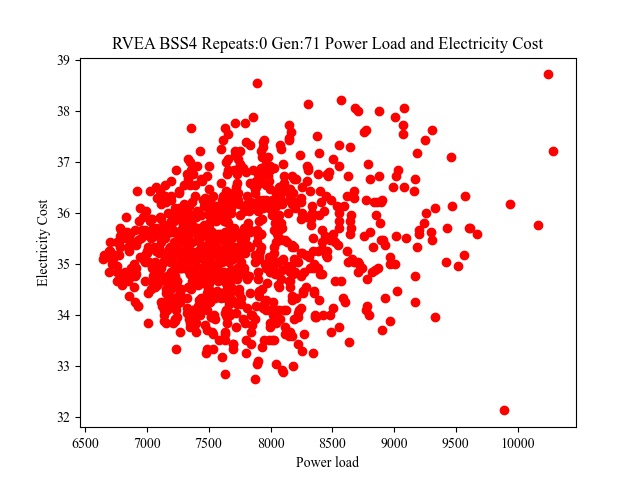 RVEA BSS4 Repeats:0 Gen:71 Power Load and Electricity Cost
39
38
37
36
35
34
33
32
Electricity Cost
6500 7000 7500 8000 8500 9000 9500 10000
Power load